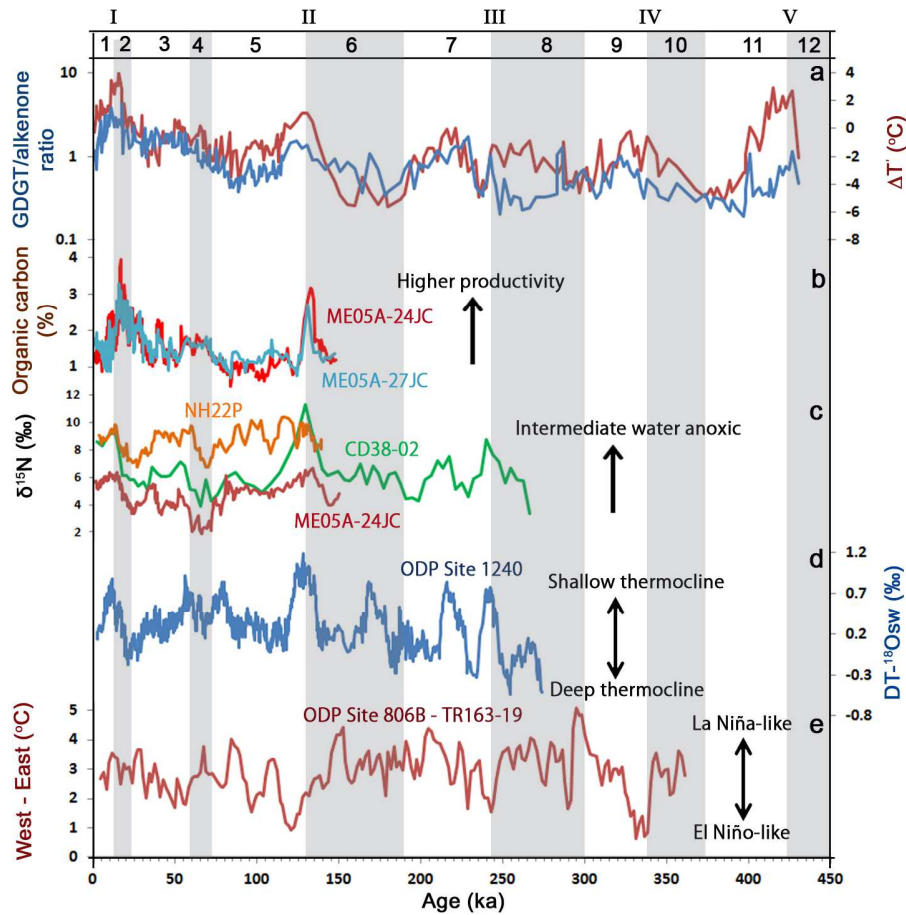 I II III IV V
1 2 3 4 5 6 7 8 9 10 11 12
a
10
1
0.1
GDGT/alkenone
ratio
4
2
0
-2
-4
-6
-8
ΔT' (°C)
b
4
3
2
1
Organic carbon
(%)
Higher productivity
ME05A-24JC
ME05A-27JC
c
12
10
8
6
4
2
δ15N (‰)
NH22P
CD38-02
ME05A-24JC
Intermediate water anoxic
d
ODP Site 1240
Shallow thermocline
Deep thermocline
1.2
0.7
0.2
-0.3
-0.8
DT-18Osw (‰)
e
5
4
3
2
1
0
West - East (°C)
ODP Site 806B - TR163-19
La Niña-like
El Niño-like
0 50 100 150 200 250 300 350 400 450
Age (ka)